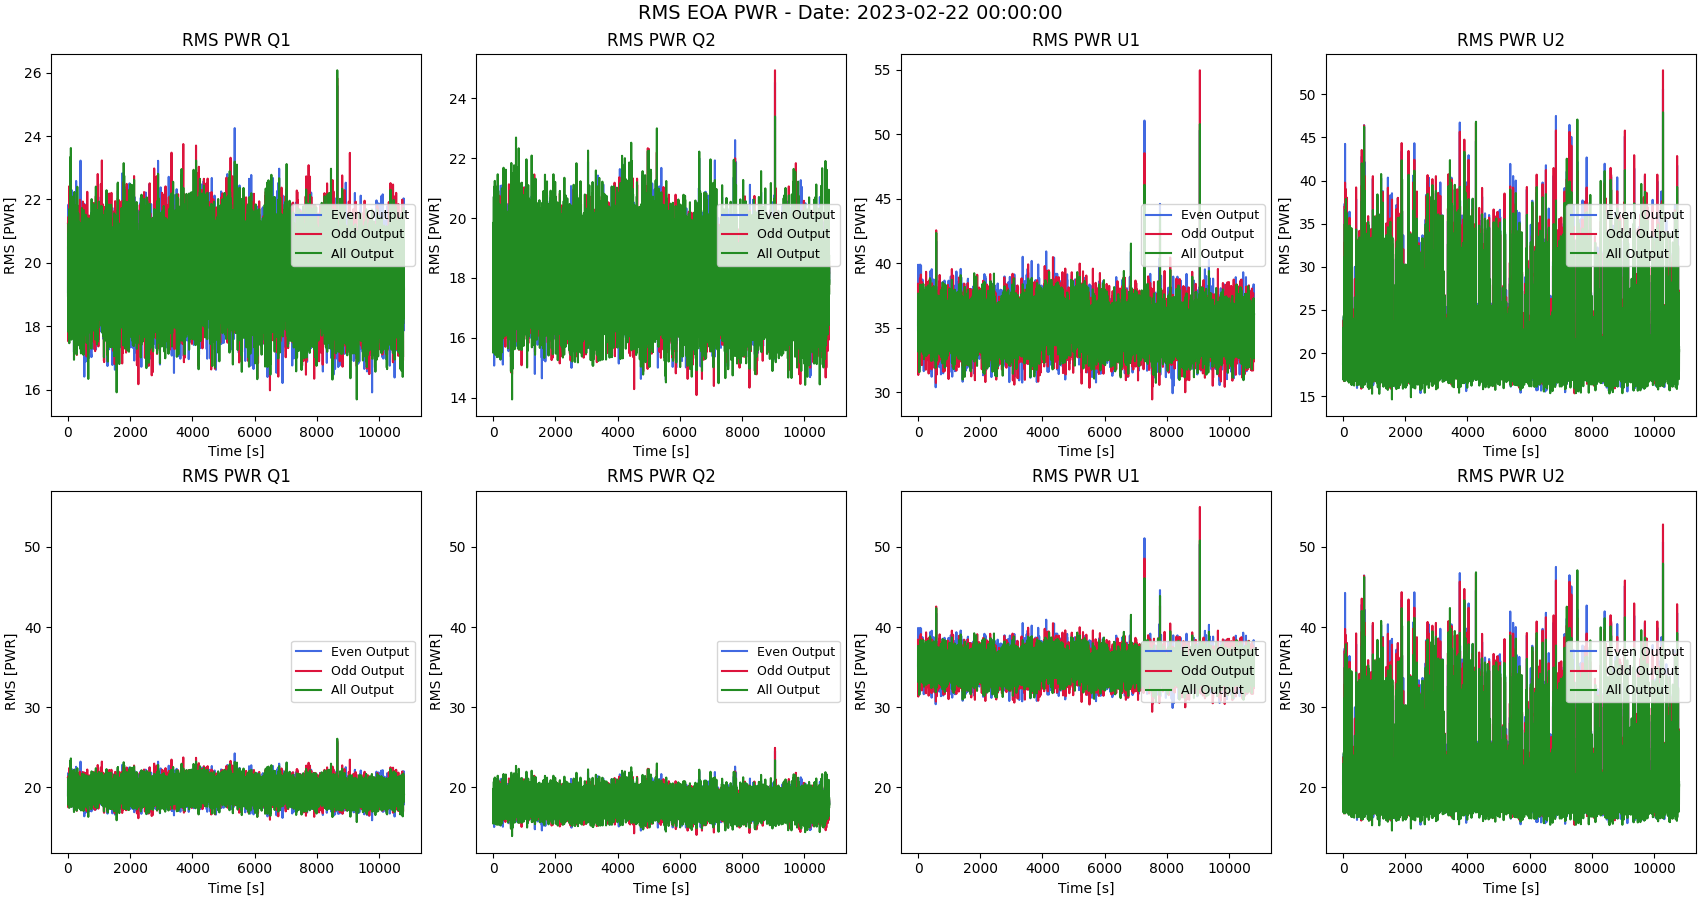 RMS EOA PWR - Date: 2023-02-22 00:00:00
RMS PWR Q1
RMS [PWR]
26
24
22
20
18
16
Even Output
Odd Output
All Output
0 2000 4000 6000 8000 10000
Time [s]
RMS PWR Q2
RMS [PWR]
24
22
20
18
16
14
Even Output
Odd Output
All Output
0 2000 4000 6000 8000 10000
Time [s]
RMS PWR U1
RMS [PWR]
55
50
45
40
35
30
Even Output
Odd Output
All Output
0 2000 4000 6000 8000 10000
Time [s]
RMS PWR U2
RMS [PWR]
50
45
40
35
30
25
20
15
Even Output
Odd Output
All Output
0 2000 4000 6000 8000 10000
Time [s]
RMS PWR Q1
RMS [PWR]
50
40
30
20
Even Output
Odd Output
All Output
0 2000 4000 6000 8000 10000
Time [s]
RMS PWR Q2
RMS [PWR]
50
40
30
20
Even Output
Odd Output
All Output
0 2000 4000 6000 8000 10000
Time [s]
RMS PWR U1
RMS [PWR]
50
40
30
20
Even Output
Odd Output
All Output
0 2000 4000 6000 8000 10000
Time [s]
RMS PWR U2
RMS [PWR]
50
40
30
20
Even Output
Odd Output
All Output
0 2000 4000 6000 8000 10000
Time [s]